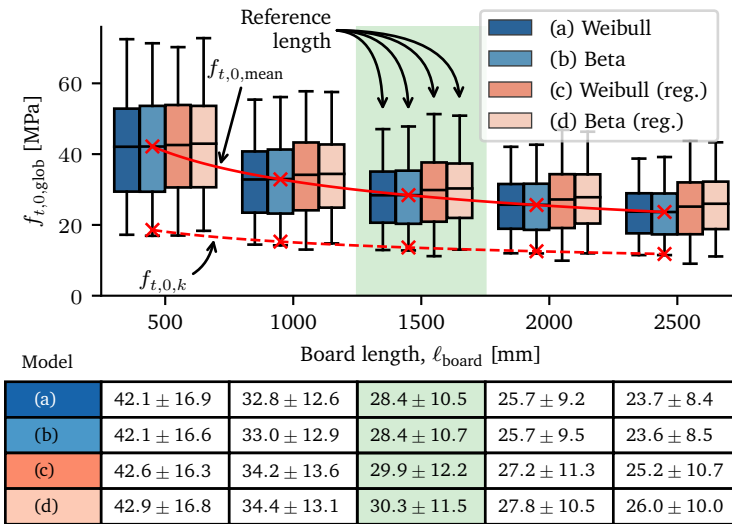 Reference
length
(a) Weibull
(b) Beta
(c) Weibull (reg.)
(d) Beta (reg.)
f_{t,0,mean}
f_{t,0,k}
f_{t,0,glob} [MPa]
60
40
20
0
500 1000 1500 2000 2500
Board length, ℓ_{board} [mm]
Model
(a) 42.1 ± 16.9 32.8 ± 12.6 28.4 ± 10.5 25.7 ± 9.2 23.7 ± 8.4
(b) 42.1 ± 16.6 33.0 ± 12.9 28.4 ± 10.7 25.7 ± 9.5 23.6 ± 8.5
(c) 42.6 ± 16.3 34.2 ± 13.6 29.9 ± 12.2 27.2 ± 11.3 25.2 ± 10.7
(d) 42.9 ± 16.8 34.4 ± 13.1 30.3 ± 11.5 27.8 ± 10.5 26.0 ± 10.0